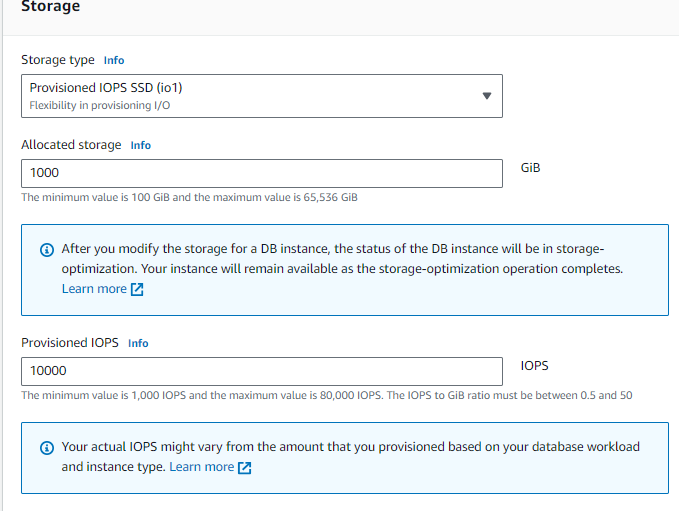 Storage
Storage type Info
Provisioned IOPS SSD (io1)
Flexibility in provisioning I/O
Allocated storage Info
1000
GiB
The minimum value is 100 GiB and the maximum value is 65,536 GiB
After you modify the storage for a DB instance, the status of the DB instance will be in storage-
optimization. Your instance will remain available as the storage-optimization operation completes.
Learn more
Provisioned IOPS Info
10000
IOPS
The minimum value is 1,000 IOPS and the maximum value is 80,000 IOPS. The IOPS to GiB ratio must be between 0.5 and 50
Your actual IOPS might vary from the amount that you provisioned based on your database workload
and instance type. Learn more